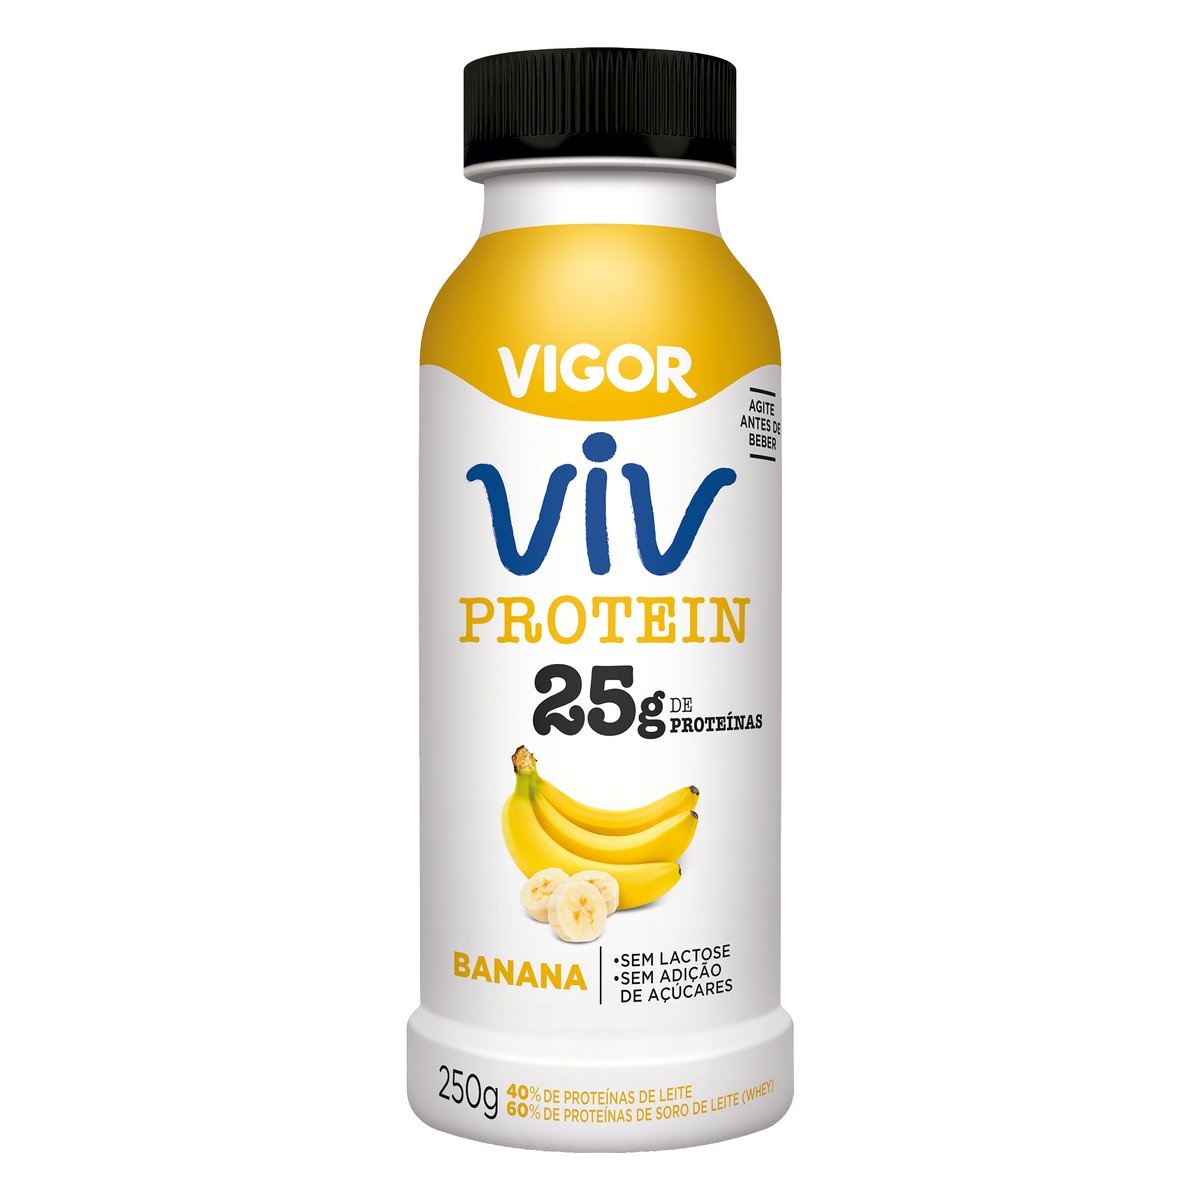 VIGOR
AGITE
ANTES DE
BEBER
viv
PROTEIN
25g DE
PROTEÍNAS
BANANA
•SEM LACTOSE
•SEM ADIÇÃO
DE AÇÚCARES
250g
40% DE PROTEÍNAS DE LEITE
60% DE PROTEÍNAS DE SORO DE LEITE (WHEY)